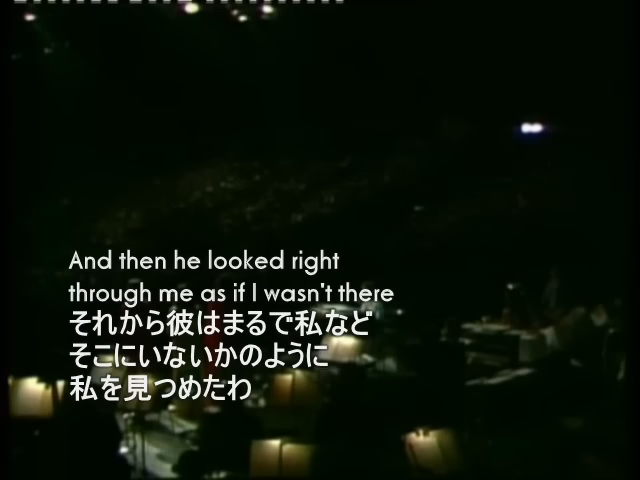 And then he looked right
through me as if I wasn't there
それから彼はまるで私など
そこにいないかのように
私を見つめたわ